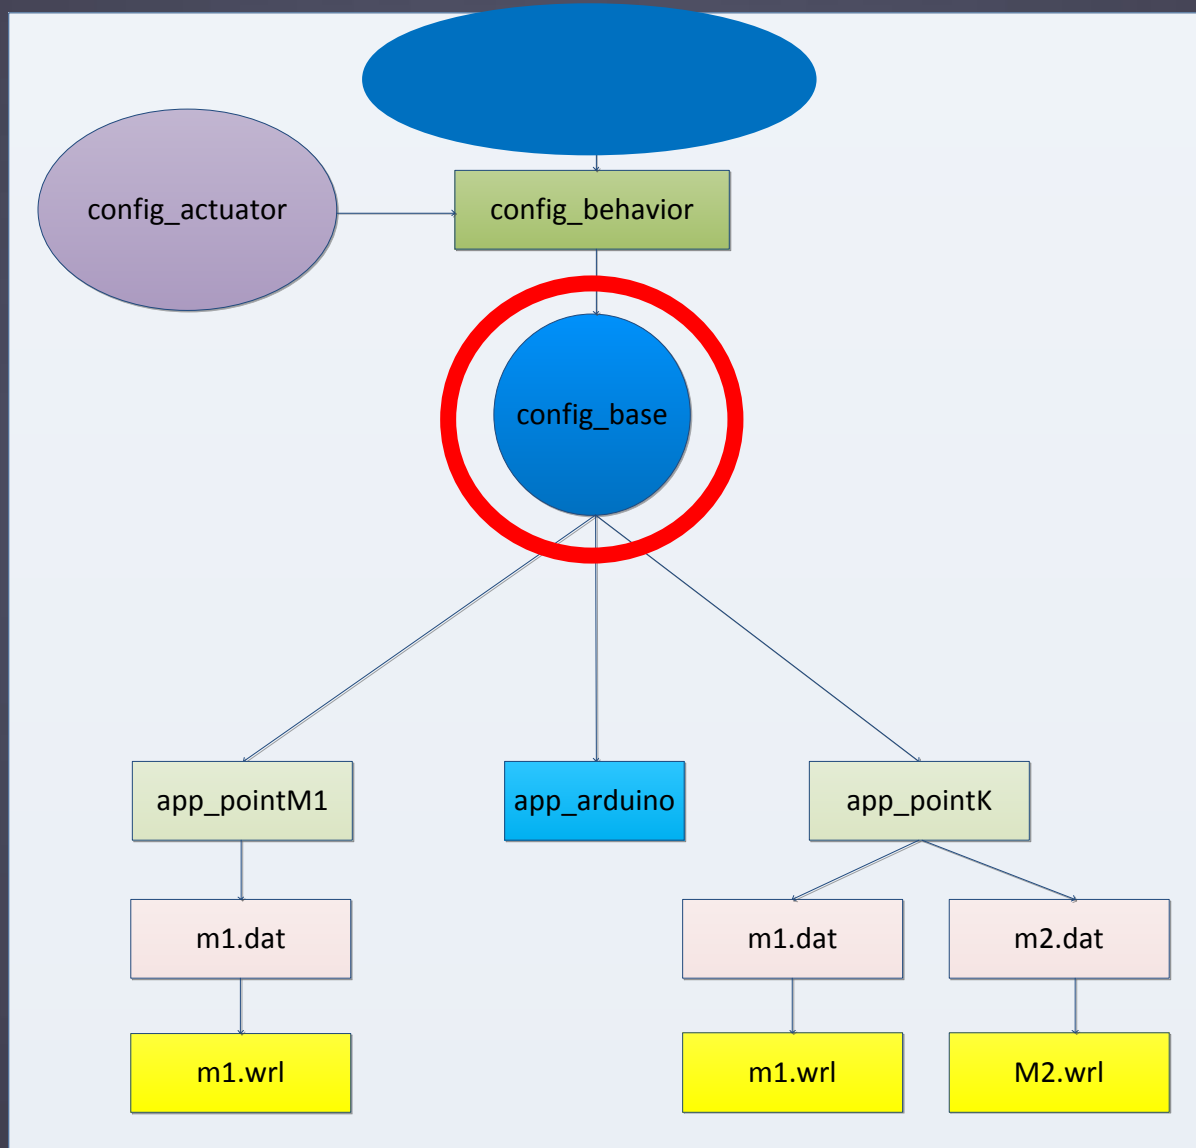 config_actuator
config_behavior
config_base
app_pointM1
app_arduino
app_pointK
m1.dat
m1.dat
m2.dat
m1.wrl
m1.wrl
M2.wrl